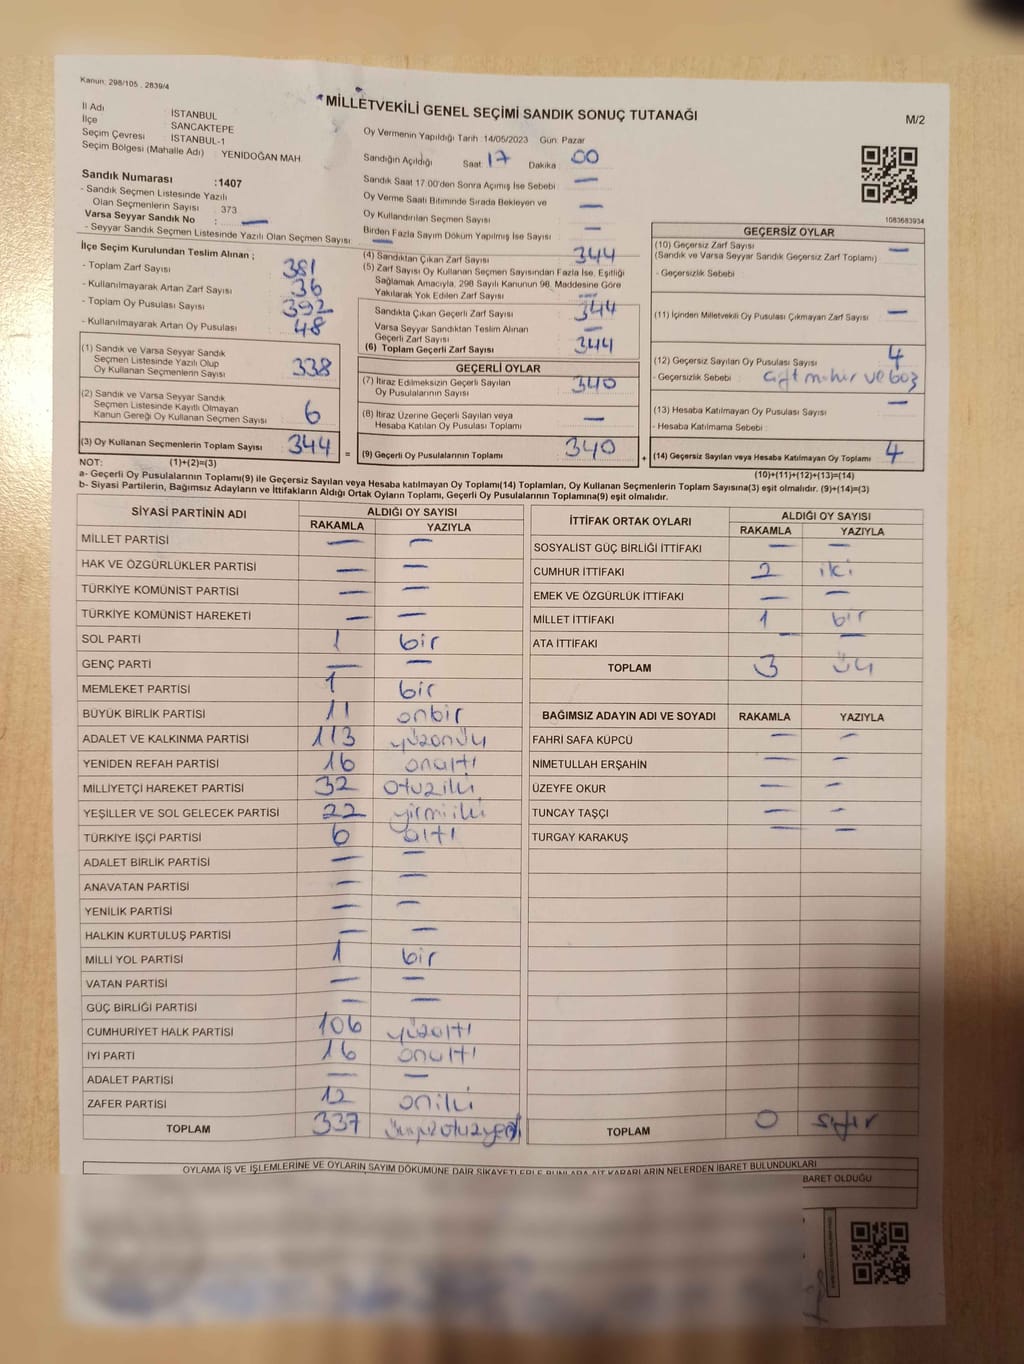 Kanun: 298/105 , 2839/4
MİLLETVEKİLİ GENEL SEÇİMİ SANDIK SONUÇ TUTANAĞI
M/2
İl Adı İSTANBUL
İlçe SANCAKTEPE
Seçim Çevresi İSTANBUL-1
Seçim Bölgesi (Mahalle Adı) : YENİDOĞAN MAH
Sandık Numarası :1407
- Sandık Seçmen Listesinde Yazılı
Olan Seçmenlerin Sayısı : 373
Varsa Seyyar Sandık No : —
- Seyyar Sandık Seçmen Listesinde Yazılı Olan Seçmen Sayısı : —
Oy Vermenin Yapıldığı Tarih 14/05/2023 Gün: Pazar
Sandığın Açıldığı Saat 17 Dakika 00
Sandık Saat 17.00'den Sonra Açımış İse Sebebi —
Oy Verme Saati Bitiminde Sırada Bekleyen ve
Oy Kullandırılan Seçmen Sayısı —
Birden Fazla Sayım Döküm Yapılmış İse Sayısı —
1083683934
İlçe Seçim Kurulundan Teslim Alınan ;
- Toplam Zarf Sayısı 381
- Kullanılmayarak Artan Zarf Sayısı 36
- Toplam Oy Pusulası Sayısı 392
- Kullanılmayarak Artan Oy Pusulası 48
(1) Sandık ve Varsa Seyyar Sandık
Seçmen Listesinde Yazılı Olup
Oy Kullanan Seçmenlerin Sayısı 338
(2) Sandık ve Varsa Seyyar Sandık
Seçmen Listesinde Kayıtlı Olmayan
Kanun Gereği Oy Kullanan Seçmen Sayısı 6
(3) Oy Kullanan Seçmenlerin Toplam Sayısı 344 =
(4) Sandıktan Çıkan Zarf Sayısı 344
(5) Zarf Sayısı Oy Kullanan Seçmen Sayısından Fazla İse, Eşitliği
Sağlamak Amacıyla, 298 Sayılı Kanunun 98. Maddesine Göre
Yakılarak Yok Edilen Zarf Sayısı —
Sandıkta Çıkan Geçerli Zarf Sayısı 344
Varsa Seyyar Sandıktan Teslim Alınan
Geçerli Zarf Sayısı —
(6) Toplam Geçerli Zarf Sayısı 344
GEÇERLİ OYLAR
(7) İtiraz Edilmeksizin Geçerli Sayılan
Oy Pusulalarının Sayısı 340
(8) İtiraz Üzerine Geçerli Sayılan veya
Hesaba Katılan Oy Pusulası Toplamı —
(9) Geçerli Oy Pusulalarının Toplamı 340 +
GEÇERSİZ OYLAR
(10) Geçersiz Zarf Sayısı —
(Sandık ve Varsa Seyyar Sandık Geçersiz Zarf Toplamı)
- Geçersizlik Sebebi :
(11) İçinden Milletvekili Oy Pusulası Çıkmayan Zarf Sayısı —
(12) Geçersiz Sayılan Oy Pusulası Sayısı 4
- Geçersizlik Sebebi : çift mühür ve boş
(13) Hesaba Katılmayan Oy Pusulası Sayısı —
- Hesaba Katılmama Sebebi :
(14) Geçersiz Sayılan veya Hesaba Katılmayan Oy Toplamı 4
NOT: (1)+(2)=(3)
(10)+(11)+(12)+(13)=(14)
a- Geçerli Oy Pusulalarının Toplamı(9) ile Geçersiz Sayılan veya Hesaba katılmayan Oy Toplamı(14) Toplamları, Oy Kullanan Seçmenlerin Toplam Sayısına(3) eşit olmalıdır. (9)+(14)=(3)
b- Siyasi Partilerin, Bağımsız Adayların ve İttifakların Aldığı Ortak Oyların Toplamı, Geçerli Oy Pusulalarının Toplamına(9) eşit olmalıdır.
SİYASİ PARTİNİN ADI ALDIĞI OY SAYISI
RAKAMLA YAZIYLA
MİLLET PARTİSİ — —
HAK VE ÖZGÜRLÜKLER PARTİSİ — —
TÜRKİYE KOMÜNİST PARTİSİ — —
TÜRKİYE KOMÜNİST HAREKETİ — —
SOL PARTİ 1 bir
GENÇ PARTİ — —
MEMLEKET PARTİSİ 1 bir
BÜYÜK BİRLİK PARTİSİ 11 onbir
ADALET VE KALKINMA PARTİSİ 113 yüzonüç
YENİDEN REFAH PARTİSİ 16 onaltı
MİLLİYETÇİ HAREKET PARTİSİ 32 otuziki
YEŞİLLER VE SOL GELECEK PARTİSİ 22 yirmiiki
TÜRKİYE İŞÇİ PARTİSİ 6 altı
ADALET BİRLİK PARTİSİ — —
ANAVATAN PARTİSİ — —
YENİLİK PARTİSİ — —
HALKIN KURTULUŞ PARTİSİ — —
MİLLİ YOL PARTİSİ 1 bir
VATAN PARTİSİ — —
GÜÇ BİRLİĞİ PARTİSİ — —
CUMHURİYET HALK PARTİSİ 106 yüzaltı
İYİ PARTİ 16 onaltı
ADALET PARTİSİ — —
ZAFER PARTİSİ 12 oniki
TOPLAM 337 üçyüzotuzyedi
İTTİFAK ORTAK OYLARI ALDIĞI OY SAYISI
RAKAMLA YAZIYLA
SOSYALİST GÜÇ BİRLİĞİ İTTİFAKI — —
CUMHUR İTTİFAKI 2 iki
EMEK VE ÖZGÜRLÜK İTTİFAKI — —
MİLLET İTTİFAKI 1 bir
ATA İTTİFAKI — —
TOPLAM 3 üç
BAĞIMSIZ ADAYIN ADI VE SOYADI RAKAMLA YAZIYLA
FAHRİ SAFA KÜPCÜ — —
NİMETULLAH ERŞAHİN — —
ÜZEYFE OKUR — —
TUNCAY TAŞÇI — —
TURGAY KARAKUŞ — —
TOPLAM 0 sıfır
OYLAMA İŞ VE İŞLEMLERİNE VE OYLARIN SAYIM DÖKÜMÜNE DAİR ŞİKAYETLERLE BUNLARA AİT KARARLARIN NELERDEN İBARET BULUNDUKLARI
BARET OLDUĞU